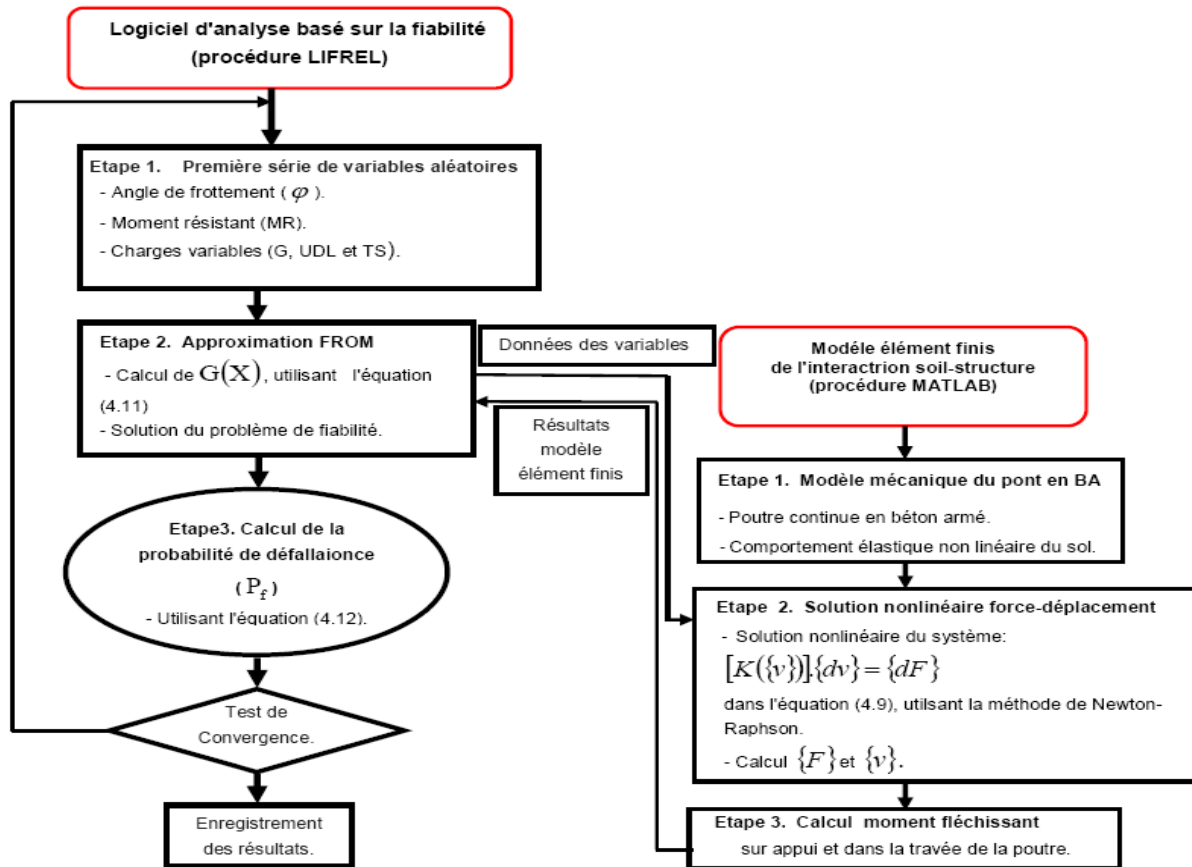 Logiciel d'analyse basé sur la fiabilité
(procédure LIFREL)
Etape 1. Première série de variables aléatoires
- Angle de frottement ( φ ).
- Moment résistant (MR).
- Charges variables (G, UDL et TS).
Etape 2. Approximation FROM
- Calcul de G(X), utilisant l'équation
(4.11)
- Solution du problème de fiabilité.
Données des variables
Résultats
modèle
élément finis
Etape3. Calcul de la
probabilité de défallaionce
( P_f )
- Utilisant l'équation (4.12).
Test de
Convergence.
Enregistrement
des résultats.
Modèle élément finis
de l'interactrion soil-structure
(procédure MATLAB)
Etape 1. Modèle mécanique du pont en BA
- Poutre continue en béton armé.
- Comportement élastique non linéaire du sol.
Etape 2. Solution nonlinéaire force-déplacement
- Solution nonlinéaire du système:
[K({v})].{dv} = {dF}
dans l'équation (4.9), utilsant la méthode de Newton-
Raphson.
- Calcul {F} et {v}.
Etape 3. Calcul moment fléchissant
sur appui et dans la travée de la poutre.